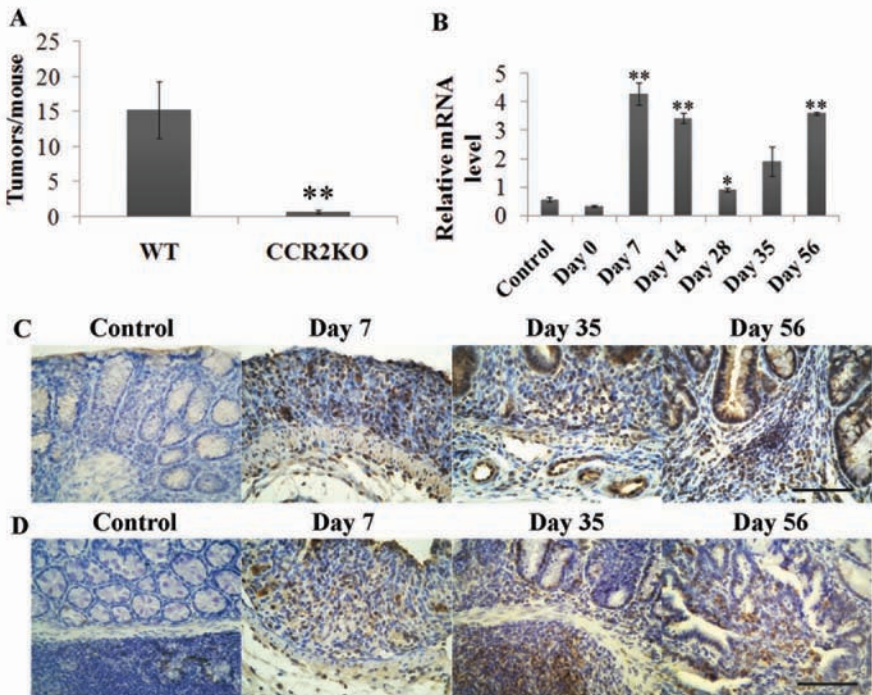 A
Tumors/mouse
25
20
15
10
5
0
**
WT
CCR2KO
B
Relative mRNA
level
5
4
3
2
1
0
**
**
*
**
Control
Day 0
Day 7
Day 14
Day 28
Day 35
Day 56
C
Control
Day 7
Day 35
Day 56
D
Control
Day 7
Day 35
Day 56